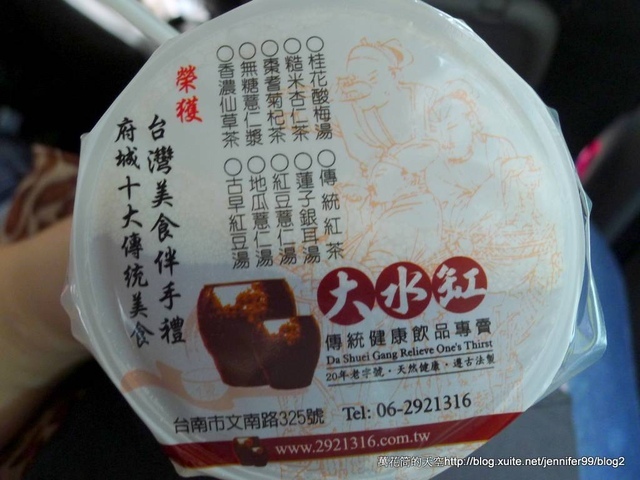 榮獲
台灣美食伴手禮
府城十大傳統美食
○桂花酸梅湯
○糙米杏仁茶
○棗耆菊杞茶
○無糖薏仁漿
○香濃仙草茶
○傳統紅茶
○蓮子銀耳湯
○紅豆薏仁湯
○地瓜薏仁湯
○古早紅豆湯
大水缸
傳統健康飲品專賣
Da Shuei Gang Relieve One's Thirst
20年老字號・天然健康・遵古法製
台南市文南路325號 Tel: 06-2921316
www.2921316.com.tw
萬花筒的天空http://blog.xuite.net/jennifer99/blog2